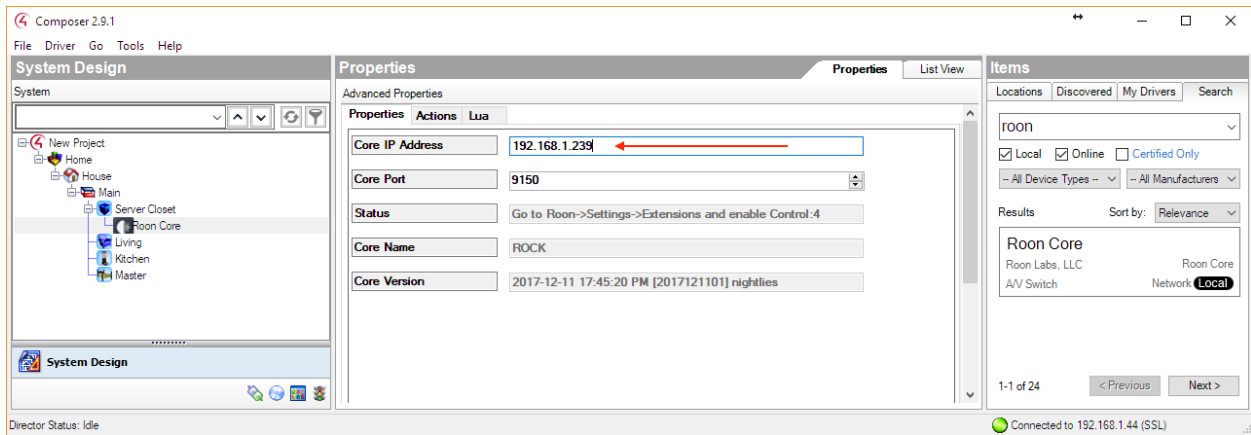 Composer 2.9.1
File Driver Go Tools Help
System Design
System
New Project
Home
House
Main
Server Closet
Roon Core
Living
Kitchen
Master
System Design
Properties
Properties List View
Advanced Properties
Properties Actions Lua
Core IP Address 192.168.1.239
Core Port 9150
Status Go to Roon->Settings->Extensions and enable Control:4
Core Name ROCK
Core Version 2017-12-11 17:45:20 PM [2017121101] nightlies
Items
Locations Discovered My Drivers Search
roon
Local Online Certified Only
-- All Device Types -- -- All Manufacturers
Results Sort by: Relevance
Roon Core
Roon Labs, LLC Roon Core
A/V Switch Network Local
1-1 of 24 < Previous Next >
Director Status: Idle
Connected to 192.168.1.44 (SSL)